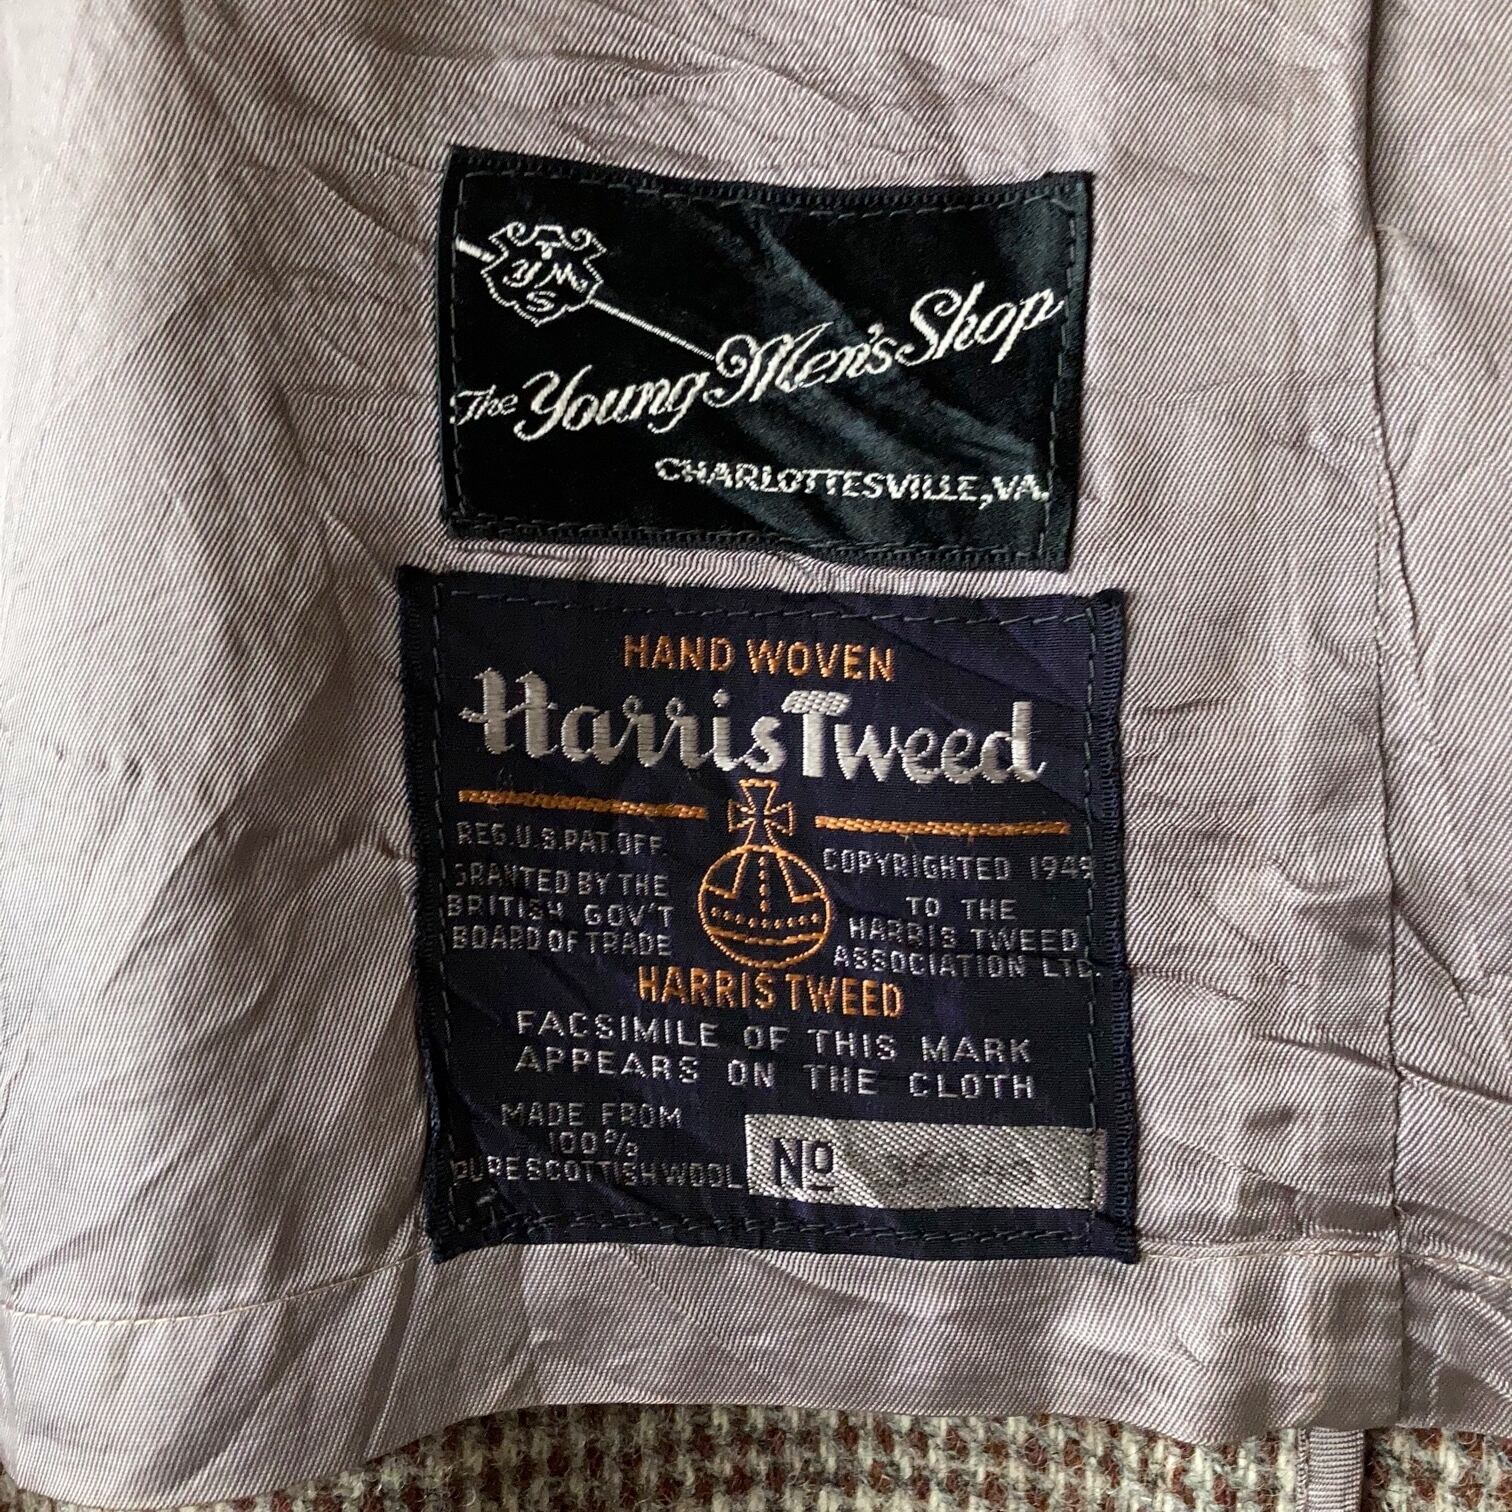 T
Y M
S
The Young Men's Shop
CHARLOTTESVILLE, VA.
HAND WOVEN
Harris Tweed
REG. U.S. PAT. OFF.
GRANTED BY THE
BRITISH GOV'T
BOARD OF TRADE
COPYRIGHTED 1949
TO THE
HARRIS TWEED
ASSOCIATION LTD.
HARRIS TWEED
FACSIMILE OF THIS MARK
APPEARS ON THE CLOTH
MADE FROM
100%
PURE SCOTTISH WOOL
No